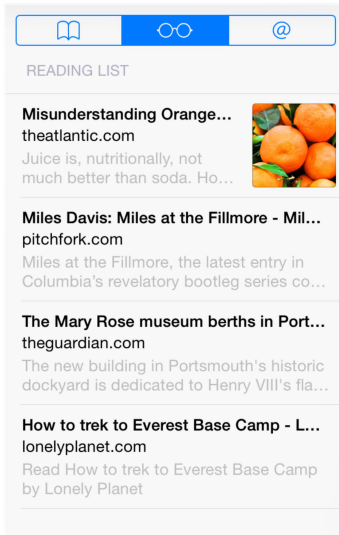 @
READING LIST
Misunderstanding Orange...
theatlantic.com
Juice is, nutritionally, not
much better than soda. Ho...
Miles Davis: Miles at the Fillmore - Mil...
pitchfork.com
Miles at the Fillmore, the latest entry in
Columbia's revelatory bootleg series co...
The Mary Rose museum berths in Port...
theguardian.com
The new building in Portsmouth's historic
dockyard is dedicated to Henry VIII's fla...
How to trek to Everest Base Camp - L...
lonelyplanet.com
Read How to trek to Everest Base Camp
by Lonely Planet